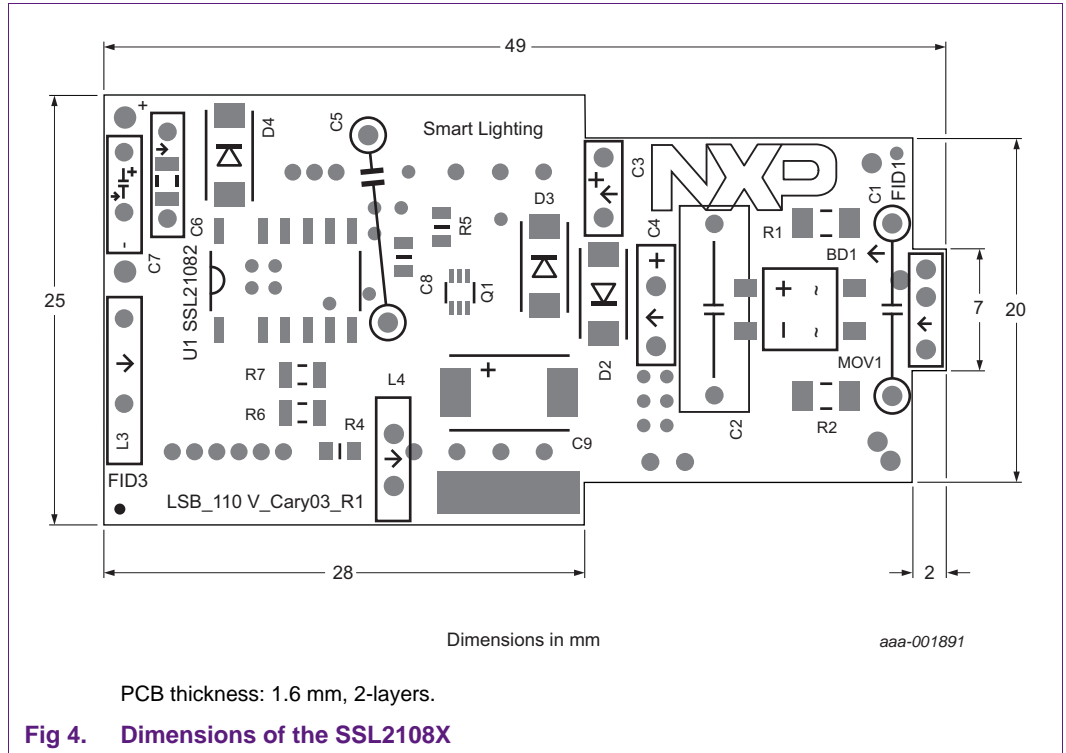 49
+
C5
D4
Smart Lighting
C3
NXP
C1
FID1
+
D3
C4
R1
+
R5
C6
BD1
+
-
C7
U1 SSL21082
C8
Q1
+
~
25
7
20
-
~
D2
MOV1
R7
L4
+
R6
R4
C2
R2
L3
C9
FID3
LSB_110 V_Cary03_R1
28
2
Dimensions in mm
aaa-001891
PCB thickness: 1.6 mm, 2-layers.
Fig 4. Dimensions of the SSL2108X